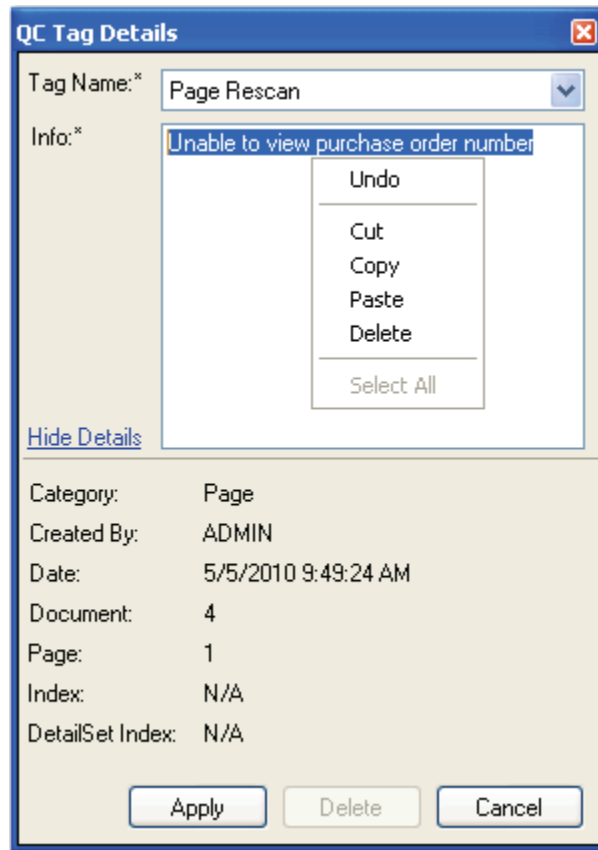 QC Tag Details
Tag Name:* Page Rescan
Info:* Unable to view purchase order number
Undo
Cut
Copy
Paste
Delete
Select All
Hide Details
Category: Page
Created By: ADMIN
Date: 5/5/2010 9:49:24 AM
Document: 4
Page: 1
Index: N/A
DetailSet Index: N/A
Apply Delete Cancel